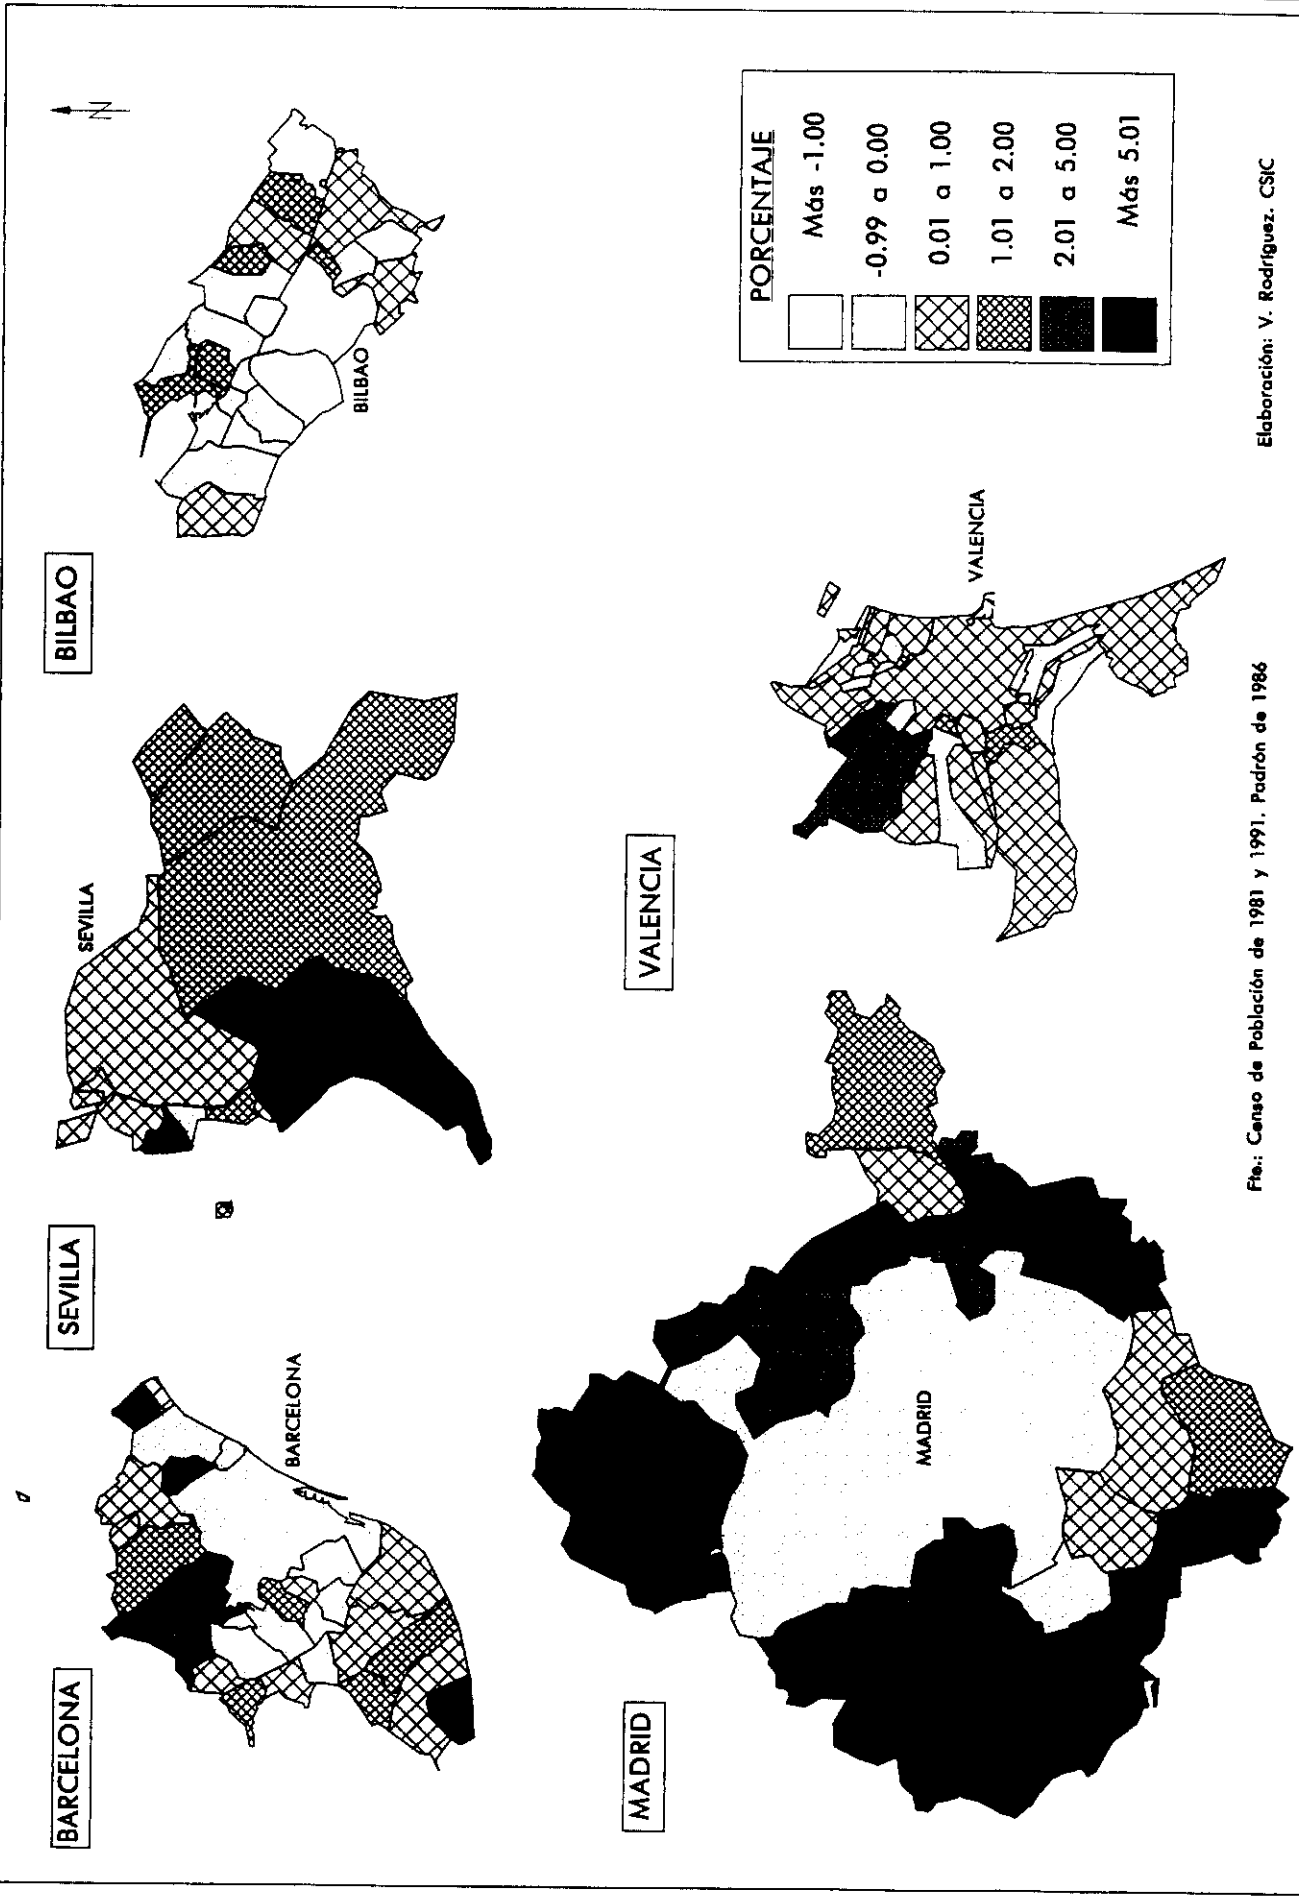 BARCELONA
BARCELONA
SEVILLA
SEVILLA
BILBAO
BILBAO
N
MADRID
MADRID
VALENCIA
VALENCIA
PORCENTAJE
Más -1.00
-0.99 a 0.00
0.01 a 1.00
1.01 a 2.00
2.01 a 5.00
Más 5.01
Fte.: Censo de Población de 1981 y 1991. Padrón de 1986
Elaboración: V. Rodríguez. CSIC